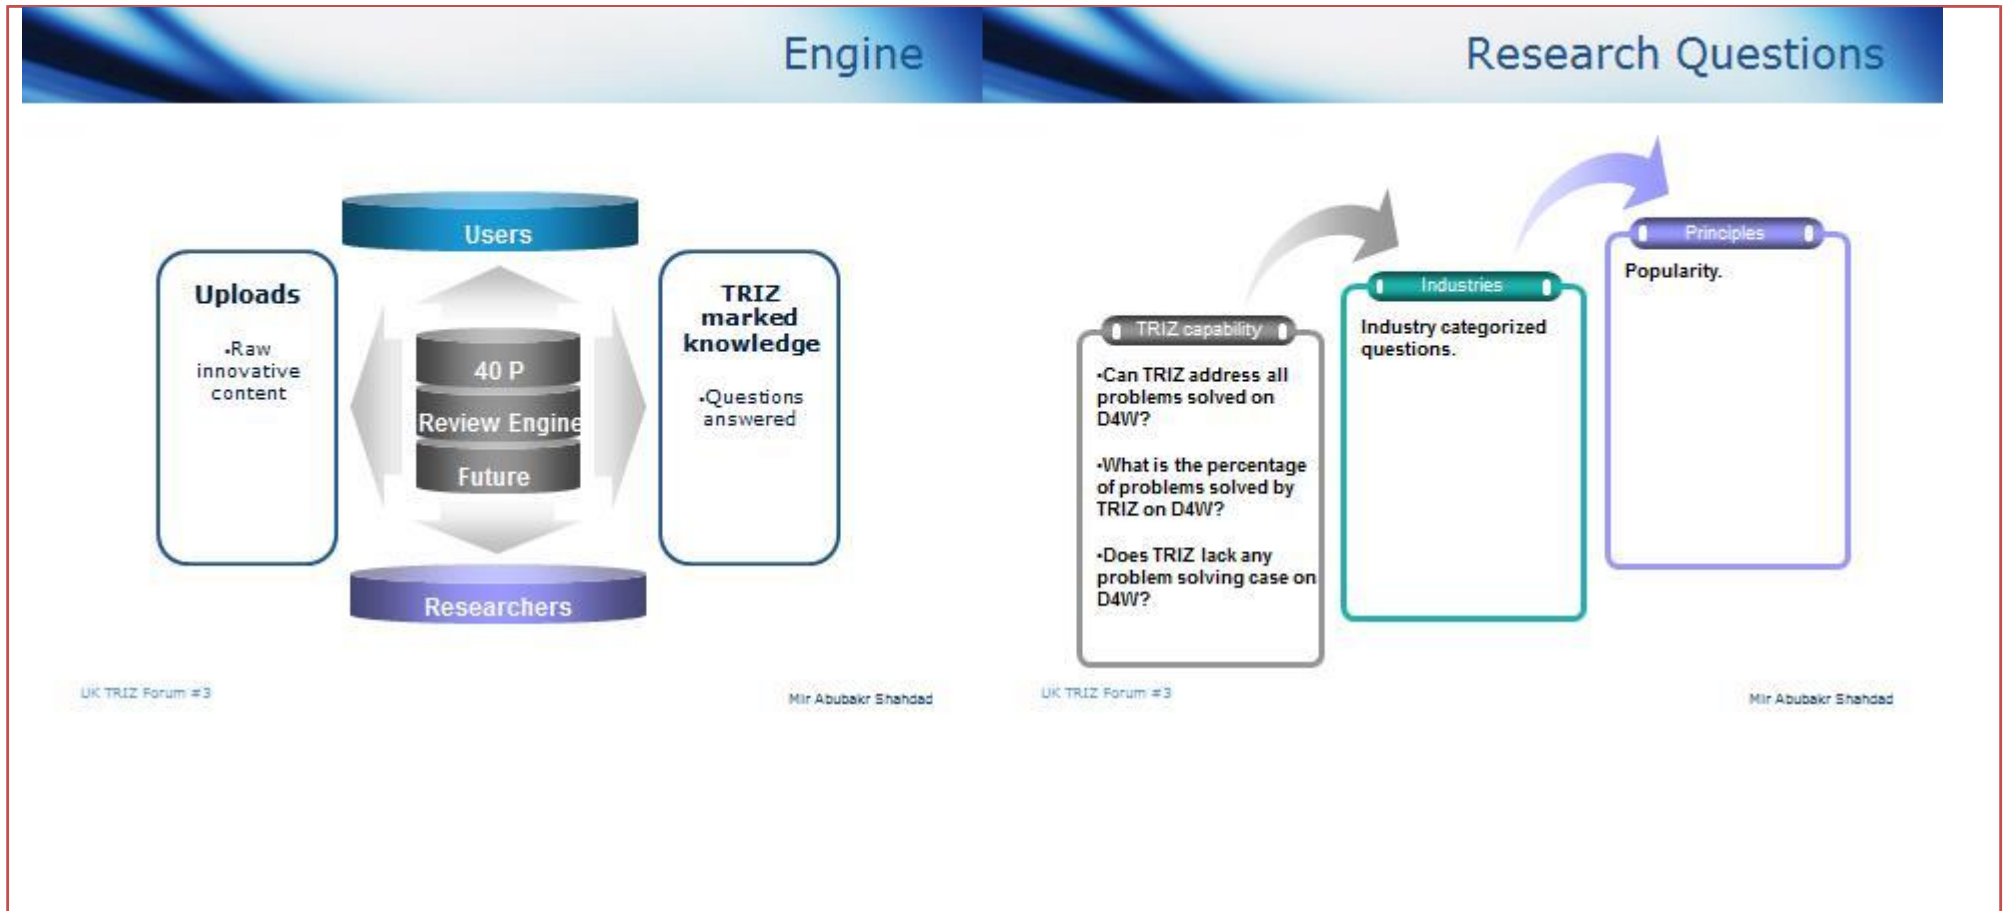 Engine
Users
Uploads
•Raw
innovative
content
40 P
Review Engine
Future
TRIZ
marked
knowledge
•Questions
answered
Researchers
UK TRIZ Forum #3
Mir Abubakr Shahdad
Research Questions
TRIZ capability
•Can TRIZ address all
problems solved on
D4W?
•What is the percentage
of problems solved by
TRIZ on D4W?
•Does TRIZ lack any
problem solving case on
D4W?
Industries
Industry categorized
questions.
Principles
Popularity.
UK TRIZ Forum #3
Mir Abubakr Shahdad